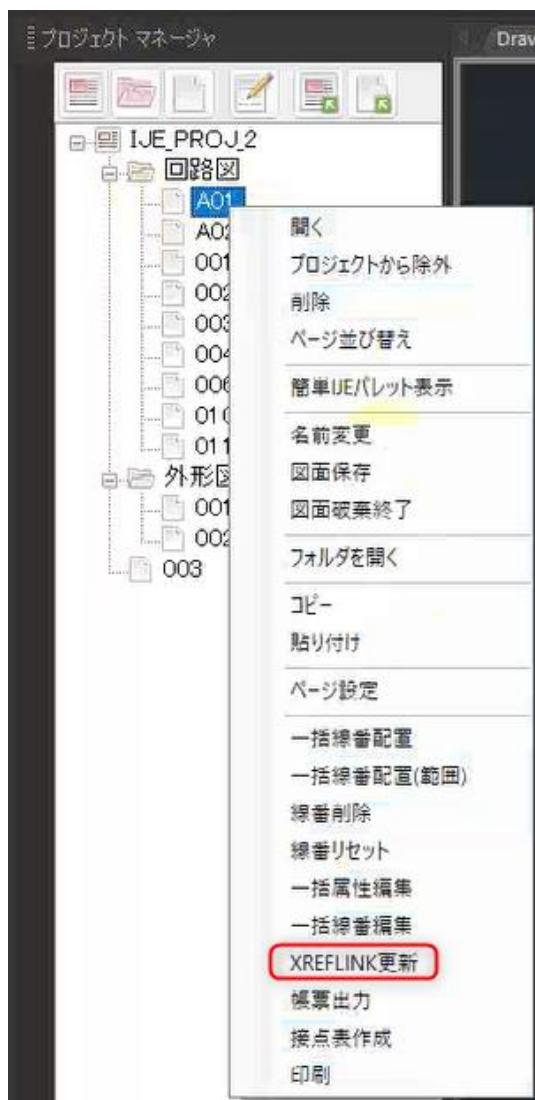 プロジェクト マネージャ
Draw
IJE_PROJ_2
回路図
A01
A02
001
002
003
004
006
010
011
外形図
001
002
003
開く
プロジェクトから除外
削除
ページ並び替え
簡単IJEパレット表示
名前変更
図面保存
図面破棄終了
フォルダを開く
コピー
貼り付け
ページ設定
一括線番配置
一括線番配置(範囲)
線番削除
線番リセット
一括属性編集
一括線番編集
XREFLINK更新
帳票出力
接点表作成
印刷